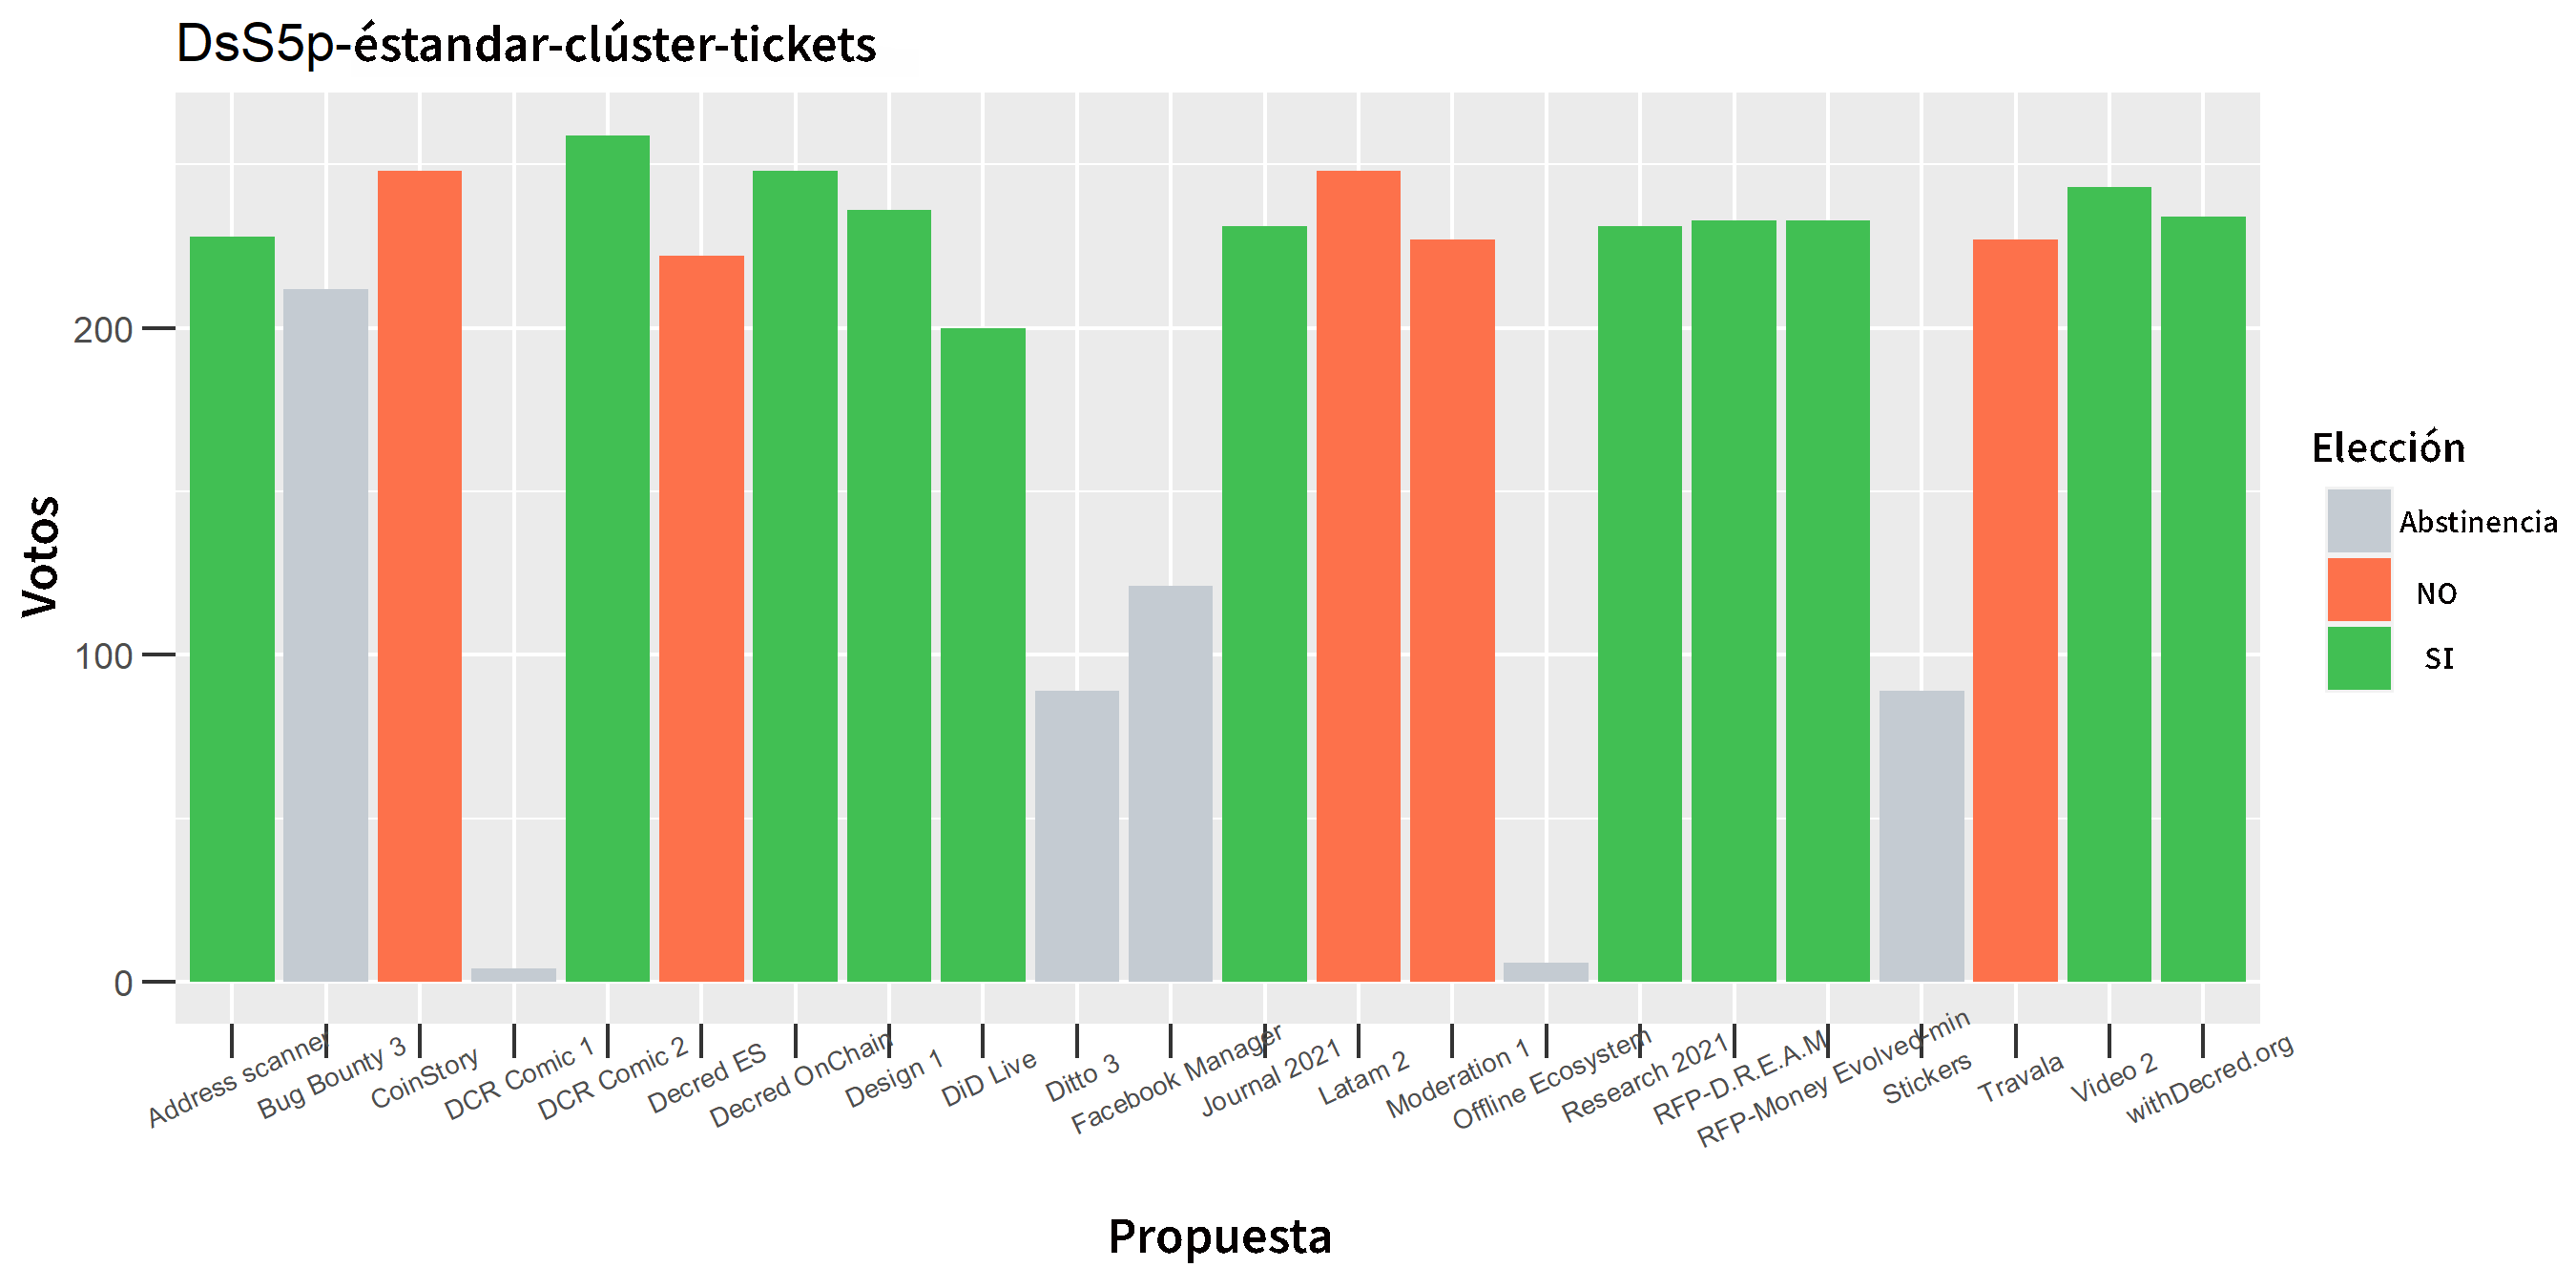 DsS5p-éstandar-clúster-tickets
Votos
200
100
0
Address scanner
Bug Bounty 3
CoinStory
DCR Comic 1
DCR Comic 2
Decred ES
Decred OnChain
Design 1
DiD Live
Ditto 3
Facebook Manager
Journal 2021
Latam 2
Moderation 1
Offline Ecosystem
Research 2021
RFP-D.R.E.A.M
RFP-Money Evolved-min
Stickers
Travala
Video 2
withDecred.org
Propuesta
Elección
Abstinencia
NO
SI